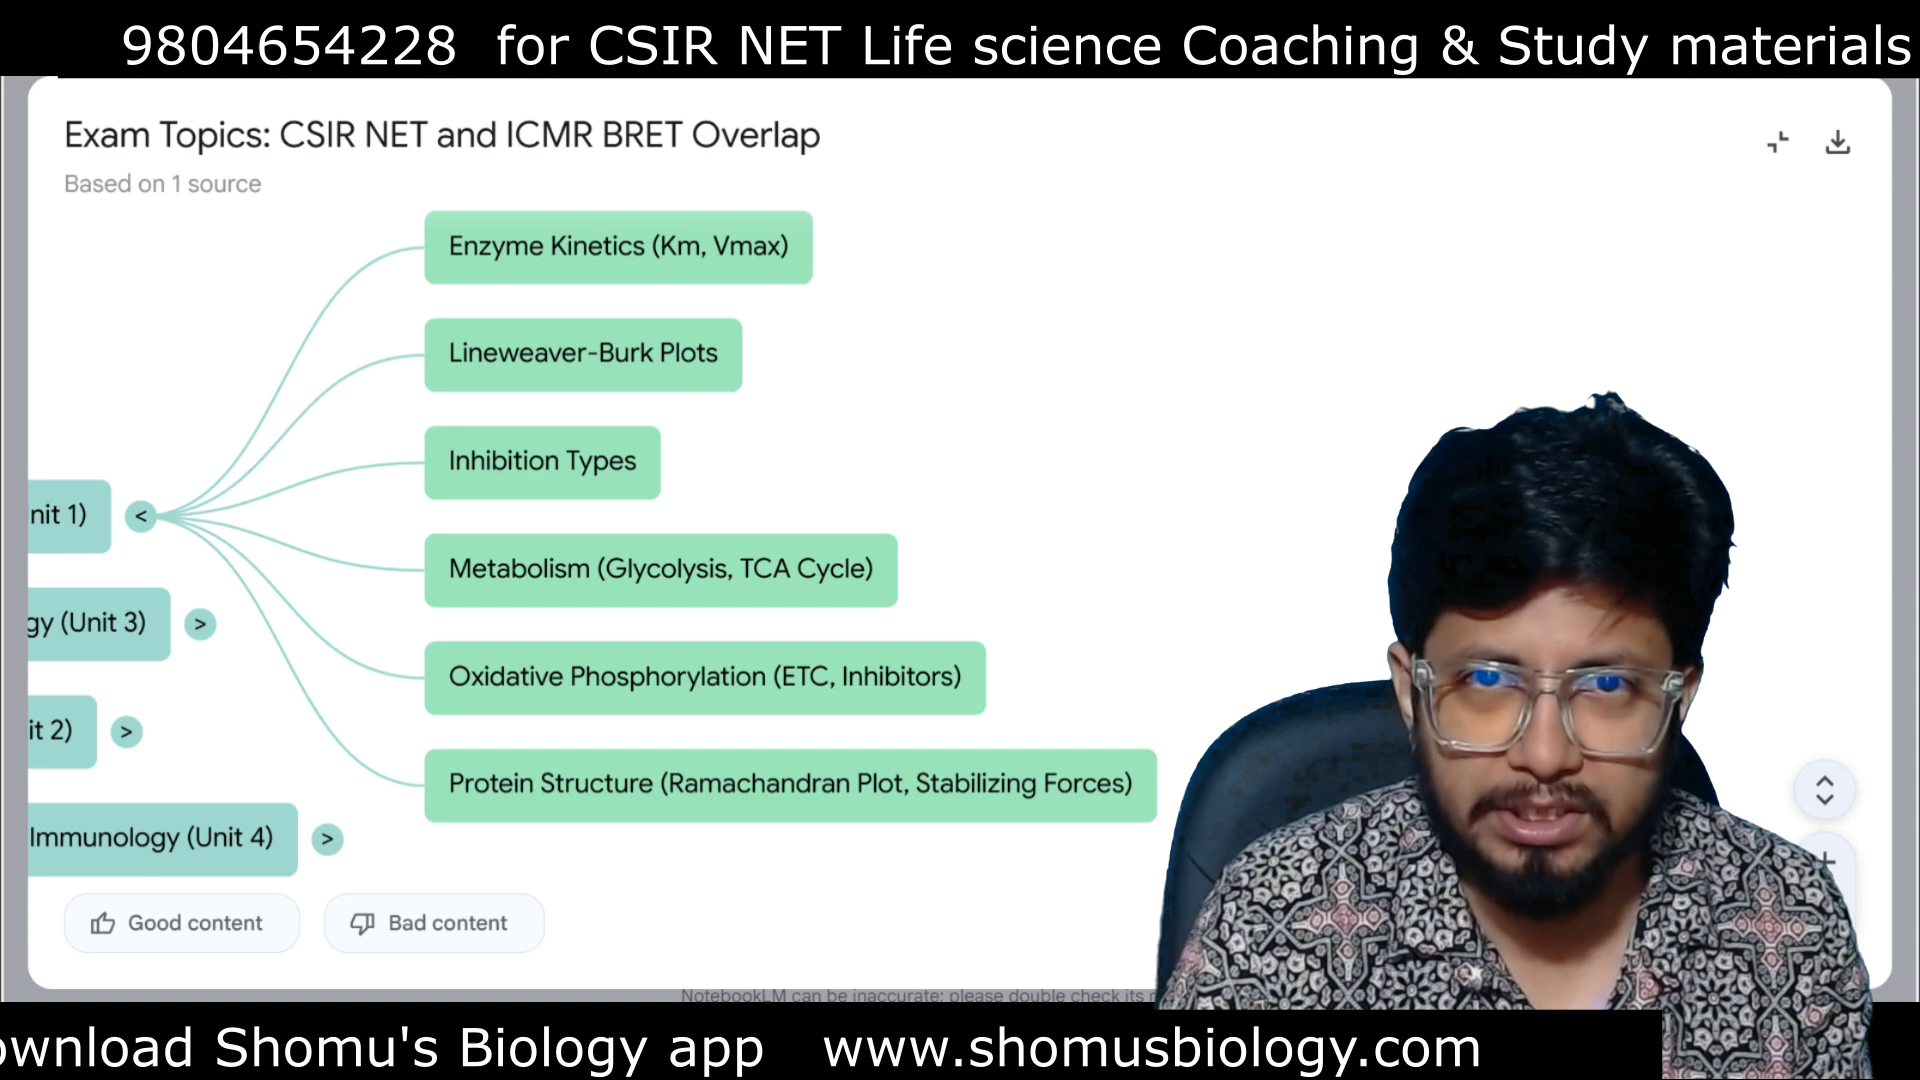 9804654228 for CSIR NET Life science Coaching & Study materials
Exam Topics: CSIR NET and ICMR BRET Overlap
Based on 1 source
Enzyme Kinetics (Km, Vmax)
Lineweaver-Burk Plots
Inhibition Types
nit 1)
<
Metabolism (Glycolysis, TCA Cycle)
gy (Unit 3)
>
Oxidative Phosphorylation (ETC, Inhibitors)
it 2)
>
Protein Structure (Ramachandran Plot, Stabilizing Forces)
Immunology (Unit 4)
>
Good content
Bad content
NotebookLM can be inaccurate; please double check its
ownload Shomu's Biology app www.shomusbiology.com